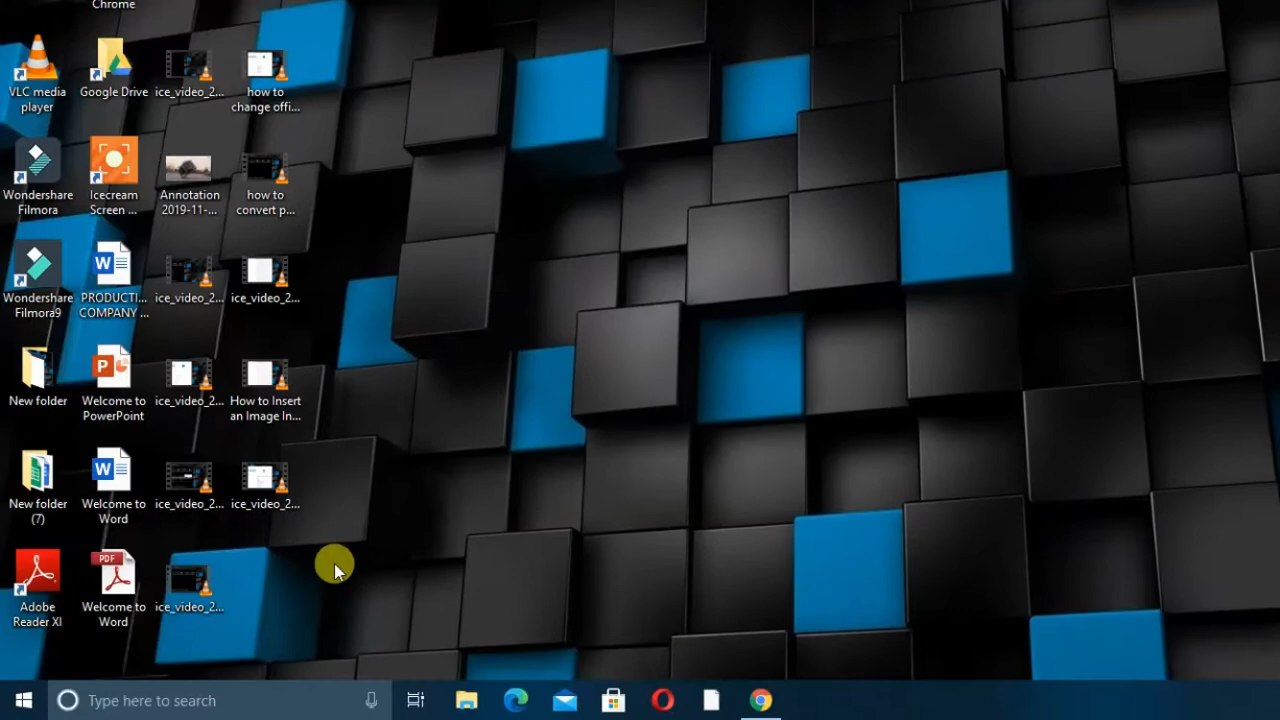 Chrome
VLC media
player
Google Drive
ice_video_2...
how to
change offi...
Wondershare
Filmora
Icecream
Screen ...
Annotation
2019-11-...
how to
convert p...
Wondershare
Filmora9
PRODUCTI...
COMPANY ...
ice_video_2...
ice_video_2...
New folder
Welcome to
PowerPoint
ice_video_2...
How to Insert
an Image In...
New folder
(7)
Welcome to
Word
ice_video_2...
ice_video_2...
Adobe
Reader XI
PDF
Welcome to
Word
ice_video_2...
Type here to search